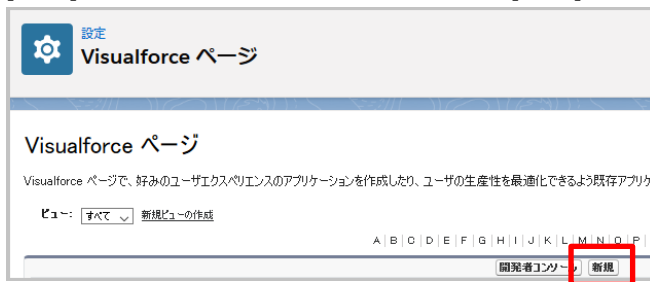 設定
Visualforce ページ
Visualforce ページ
Visualforce ページで、好みのユーザエクスペリエンスのアプリケーションを作成したり、ユーザの生産性を最適化できるよう既存アプリケ
ビュー: すべて 新規ビューの作成
A | B | C | D | E | F | G | H | I | J | K | L | M | N | O | P |
開発者コンソール 新規